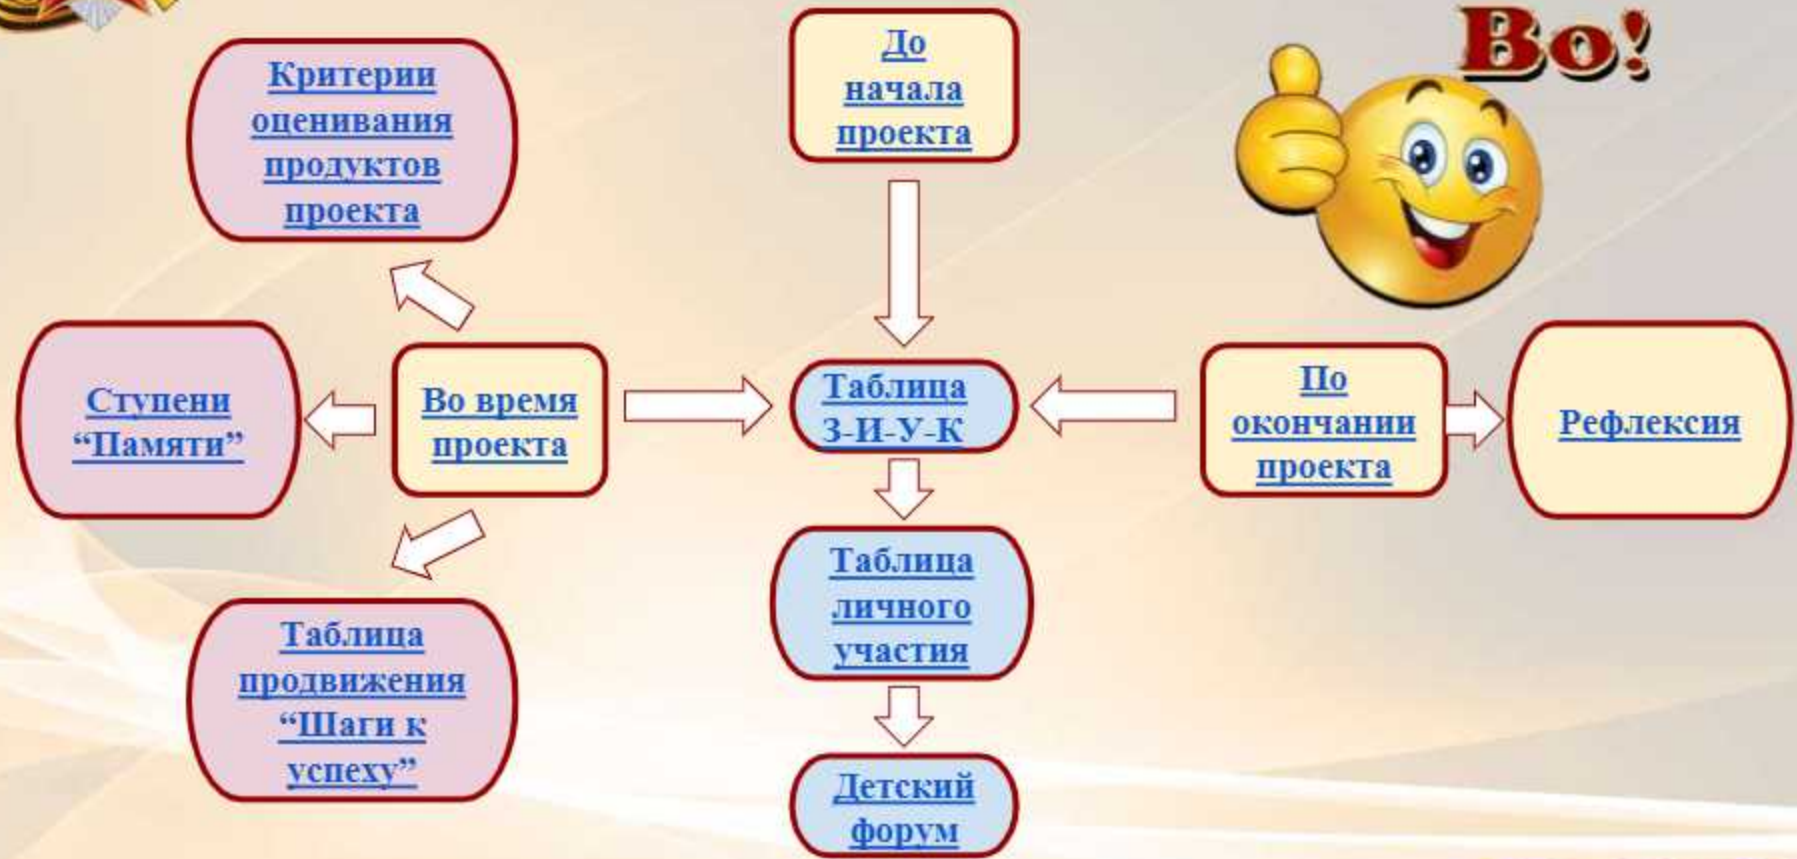 Во!
До
начала
проекта
Критерии
оценивания
продуктов
проекта
Ступени
“Памяти”
Во время
проекта
Таблица
З-И-У-К
По
окончании
проекта
Рефлексия
Таблица
личного
участия
Таблица
продвижения
“Шаги к
успеху”
Детский
форум